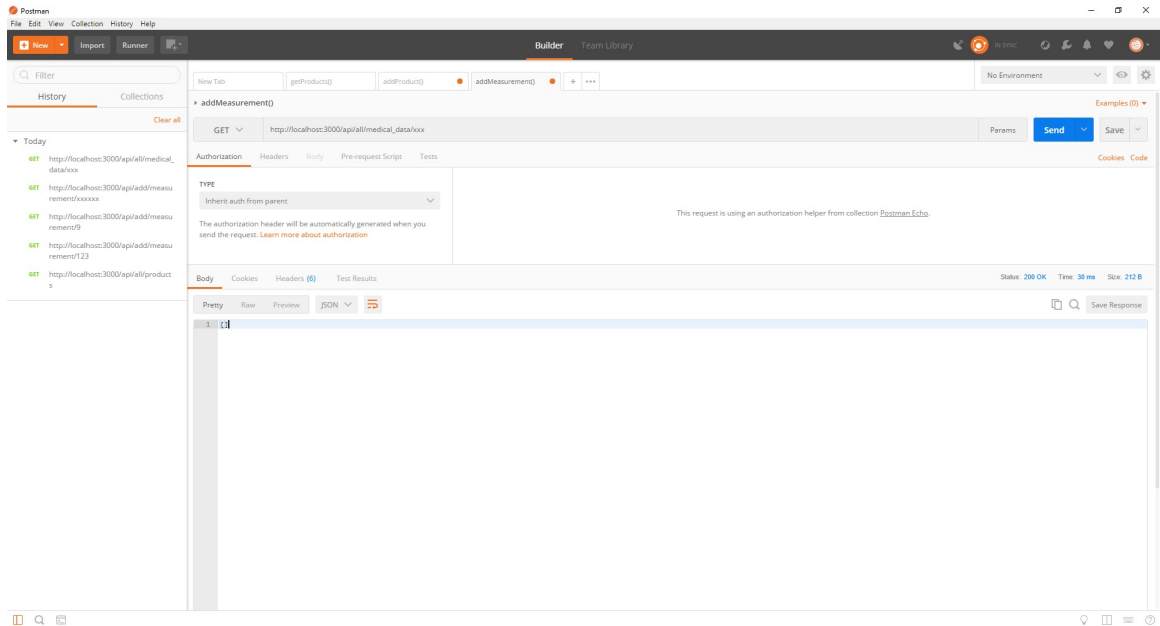 Postman
File Edit View Collection History Help
New Import Runner Builder Team Library IN SYNC
Filter
History Collections
Clear all
Today
GET http://localhost:3000/api/all/medical_
data/xxx
GET http://localhost:3000/api/add/measu
rement/xxxxxx
GET http://localhost:3000/api/add/measu
rement/9
GET http://localhost:3000/api/add/measu
rement/123
GET http://localhost:3000/api/all/product
s
New Tab getProducts() addProduct() addMeasurement() + ••• No Environment
addMeasurement() Examples (0)
GET http://localhost:3000/api/all/medical_data/xxx Params Send Save
Authorization Headers Body Pre-request Script Tests Cookies Code
TYPE
Inherit auth from parent
The authorization header will be automatically generated when you
send the request. Learn more about authorization
This request is using an authorization helper from collection Postman Echo.
Body Cookies Headers (6) Test Results Status: 200 OK Time: 30 ms Size: 212 B
Pretty Raw Preview JSON Save Response
1 []